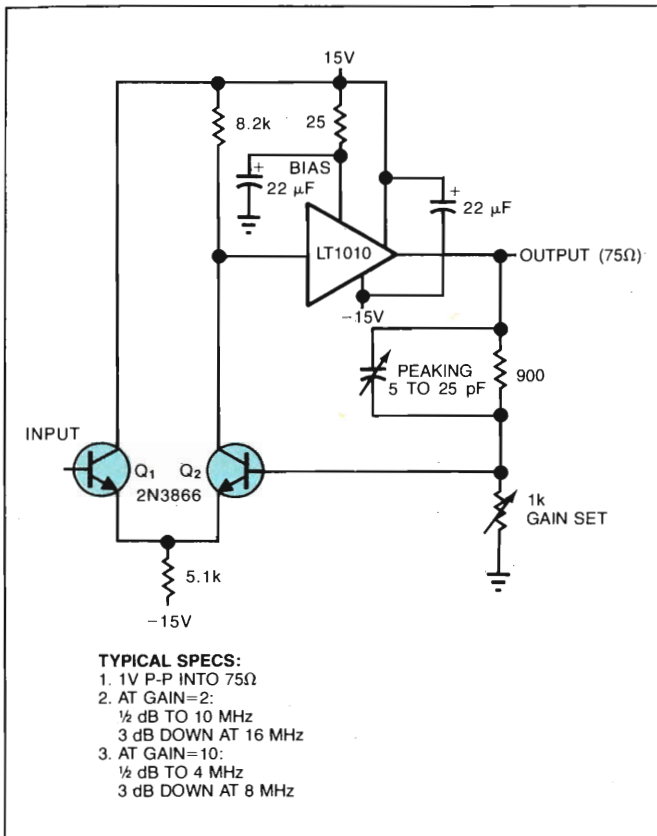 15V
8.2k
25
BIAS
+
22 µF
+
22 µF
LT1010
OUTPUT (75Ω)
−15V
PEAKING
5 TO 25 pF
900
INPUT
Q1
Q2
2N3866
1k
GAIN SET
5.1k
−15V
TYPICAL SPECS:
1. 1V P-P INTO 75Ω
2. AT GAIN=2:
½ dB TO 10 MHz
3 dB DOWN AT 16 MHz
3. AT GAIN=10:
½ dB TO 4 MHz
3 dB DOWN AT 8 MHz